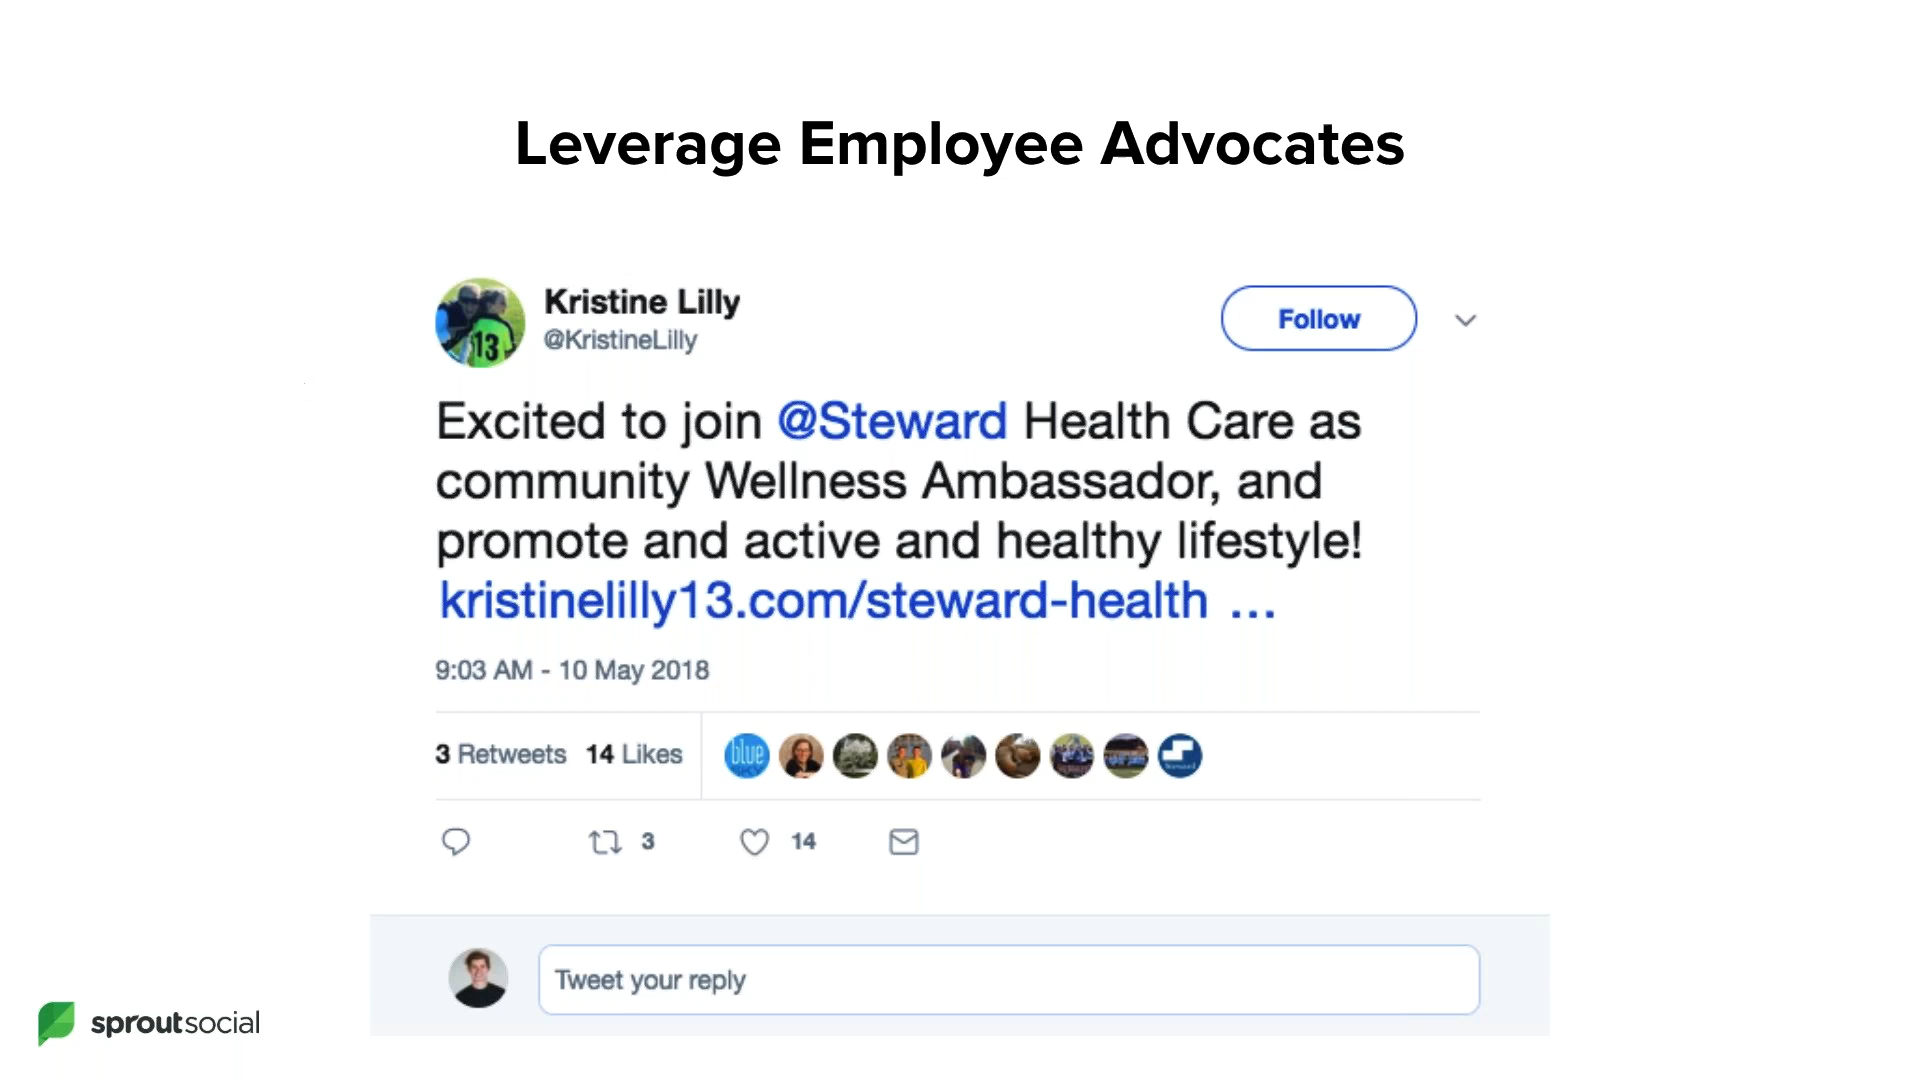 Leverage Employee Advocates
Kristine Lilly
@KristineLilly
Follow
13
Excited to join @Steward Health Care as
community Wellness Ambassador, and
promote and active and healthy lifestyle!
kristinelilly13.com/steward-health ...
9:03 AM - 10 May 2018
3 Retweets 14 Likes
blue
3
14
Tweet your reply
sproutsocial